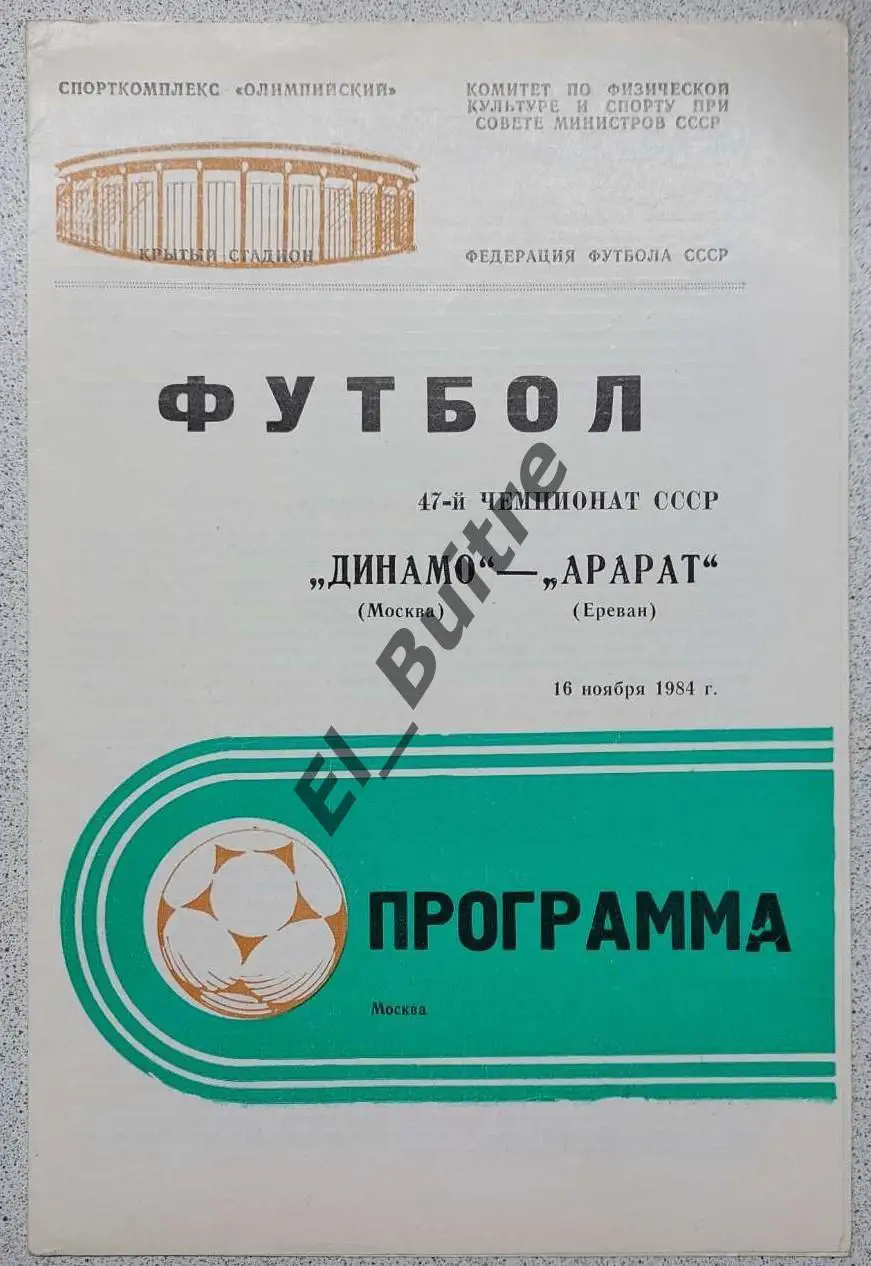 СПОРТКОМПЛЕКС «ОЛИМПИЙСКИЙ»
КРЫТЫЙ СТАДИОН
КОМИТЕТ ПО ФИЗИЧЕСКОЙ
КУЛЬТУРЕ И СПОРТУ ПРИ
СОВЕТЕ МИНИСТРОВ СССР
ФЕДЕРАЦИЯ ФУТБОЛА СССР
ФУТБОЛ
47-й ЧЕМПИОНАТ СССР
„ДИНАМО“—„АРАРАТ“
(Москва) (Ереван)
16 ноября 1984 г.
El_Buitre
ПРОГРАММА
Москва